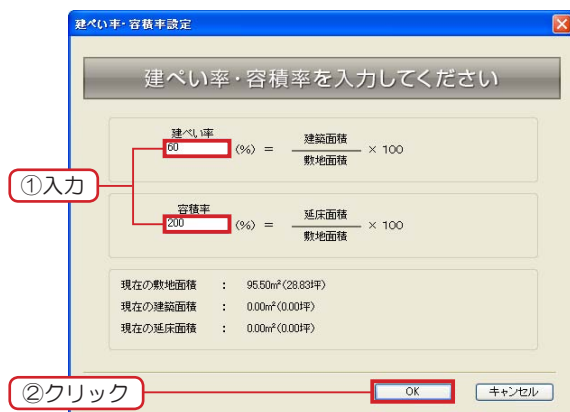 建ぺい率・容積率設定
建ぺい率・容積率を入力してください
建ぺい率
60 (%) = 建築面積 / 敷地面積 × 100
①入力
容積率
200 (%) = 延床面積 / 敷地面積 × 100
現在の敷地面積 : 95.50m²(28.83坪)
現在の建築面積 : 0.00m²(0.00坪)
現在の延床面積 : 0.00m²(0.00坪)
②クリック
OK キャンセル